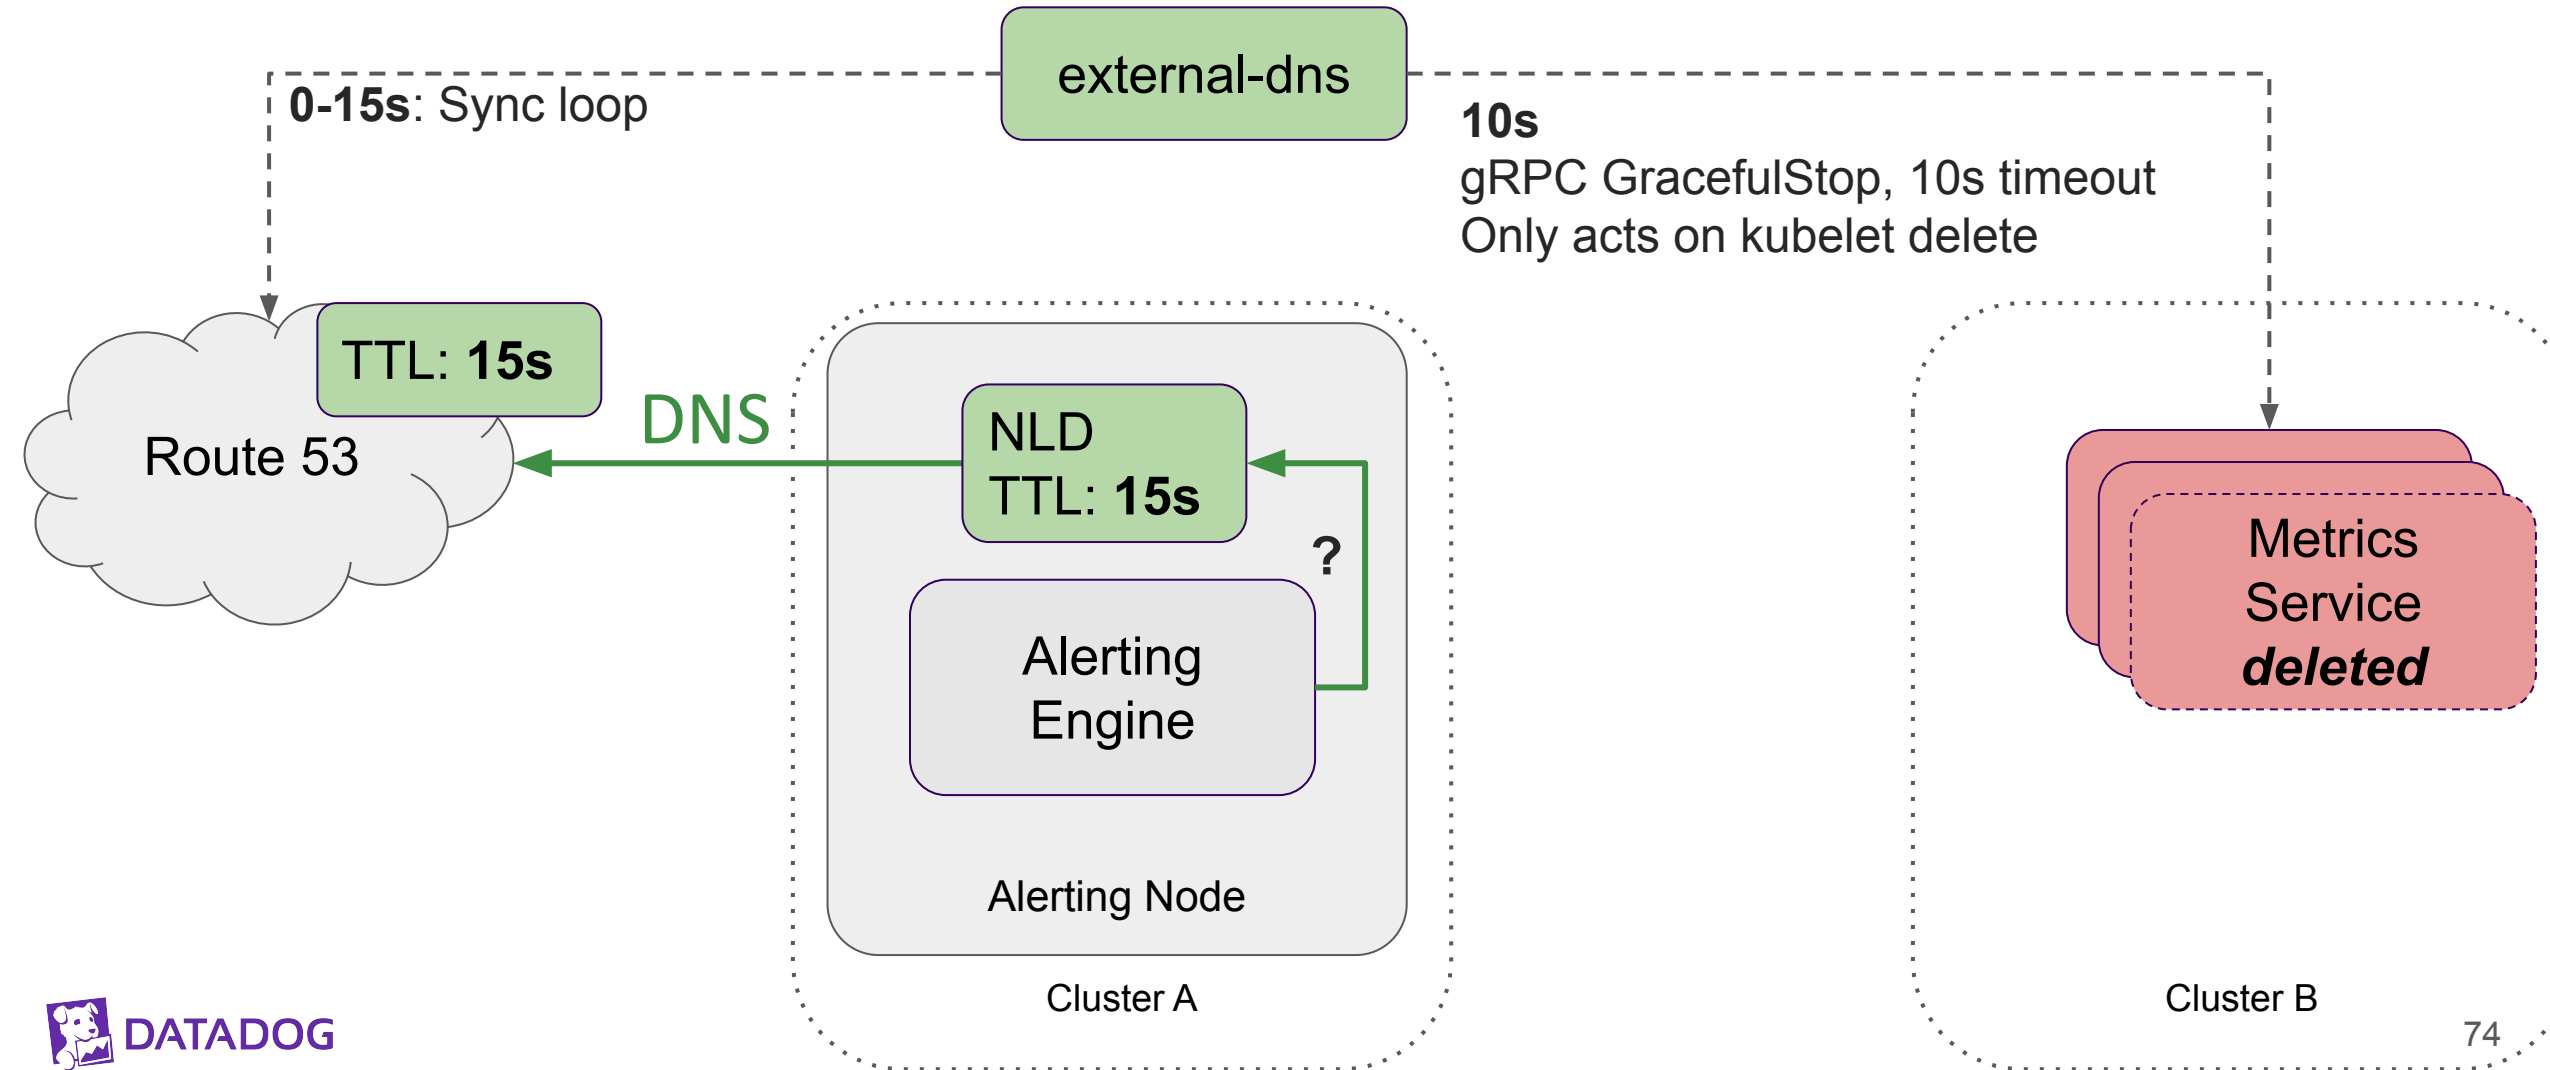 external-dns
0-15s: Sync loop
10s
gRPC GracefulStop, 10s timeout
Only acts on kubelet delete
TTL: 15s
Route 53
DNS
NLD
TTL: 15s
?
Alerting
Engine
Alerting Node
Cluster A
Metrics
Service
deleted
Cluster B
DATADOG
74